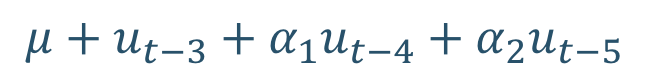 μ + u_{t−3} + α_1u_{t−4} + α_2u_{t−5}